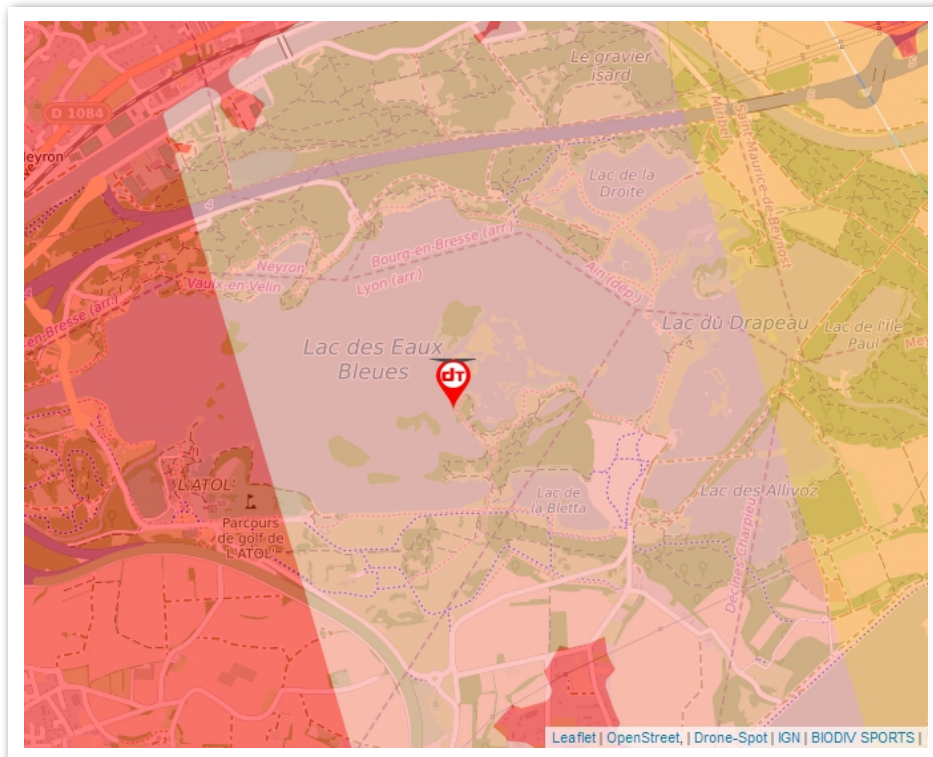 Le gravier
isard
D 1084
Neyron
Miribel
Saint-Maurice-de-Beynost
Lac de la
Droite
4
Bourg-en-Bresse (arr.)
Neyron
Vaulx-en-Velin
Lyon (arr.)
Ain(dép.)
en-Bresse (arr.)
Lac des Eaux
Bleues
Lac du Drapeau
Lac de l'Île
Paul
Mey
dT
L'ATOL'
Parcours
de golf de
L'ATOL'
Lac de
la Bletta
Lac des Allivoz
Décines-Charpieu
Leaflet | OpenStreet, | Drone-Spot | IGN | BIODIV SPORTS |